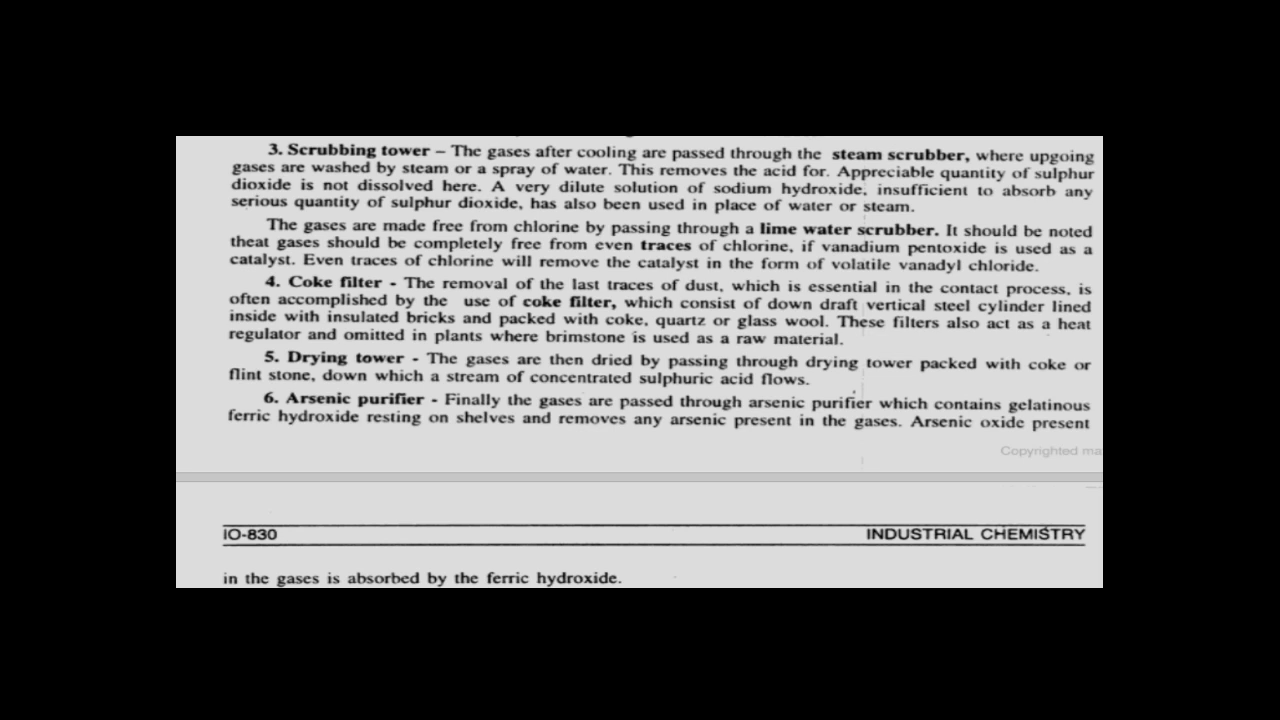 3. Scrubbing tower – The gases after cooling are passed through the steam scrubber, where upgoing
gases are washed by steam or a spray of water. This removes the acid for. Appreciable quantity of sulphur
dioxide is not dissolved here. A very dilute solution of sodium hydroxide, insufficient to absorb any
serious quantity of sulphur dioxide, has also been used in place of water or steam.
The gases are made free from chlorine by passing through a lime water scrubber. It should be noted
theat gases should be completely free from even traces of chlorine, if vanadium pentoxide is used as a
catalyst. Even traces of chlorine will remove the catalyst in the form of volatile vanadyl chloride.
4. Coke filter - The removal of the last traces of dust, which is essential in the contact process, is
often accomplished by the use of coke filter, which consist of down draft vertical steel cylinder lined
inside with insulated bricks and packed with coke, quartz or glass wool. These filters also act as a heat
regulator and omitted in plants where brimstone is used as a raw material.
5. Drying tower - The gases are then dried by passing through drying tower packed with coke or
flint stone, down which a stream of concentrated sulphuric acid flows.
6. Arsenic purifier - Finally the gases are passed through arsenic purifier which contains gelatinous
ferric hydroxide resting on shelves and removes any arsenic present in the gases. Arsenic oxide present
Copyrighted ma
IO-830 INDUSTRIAL CHEMISTRY
in the gases is absorbed by the ferric hydroxide.